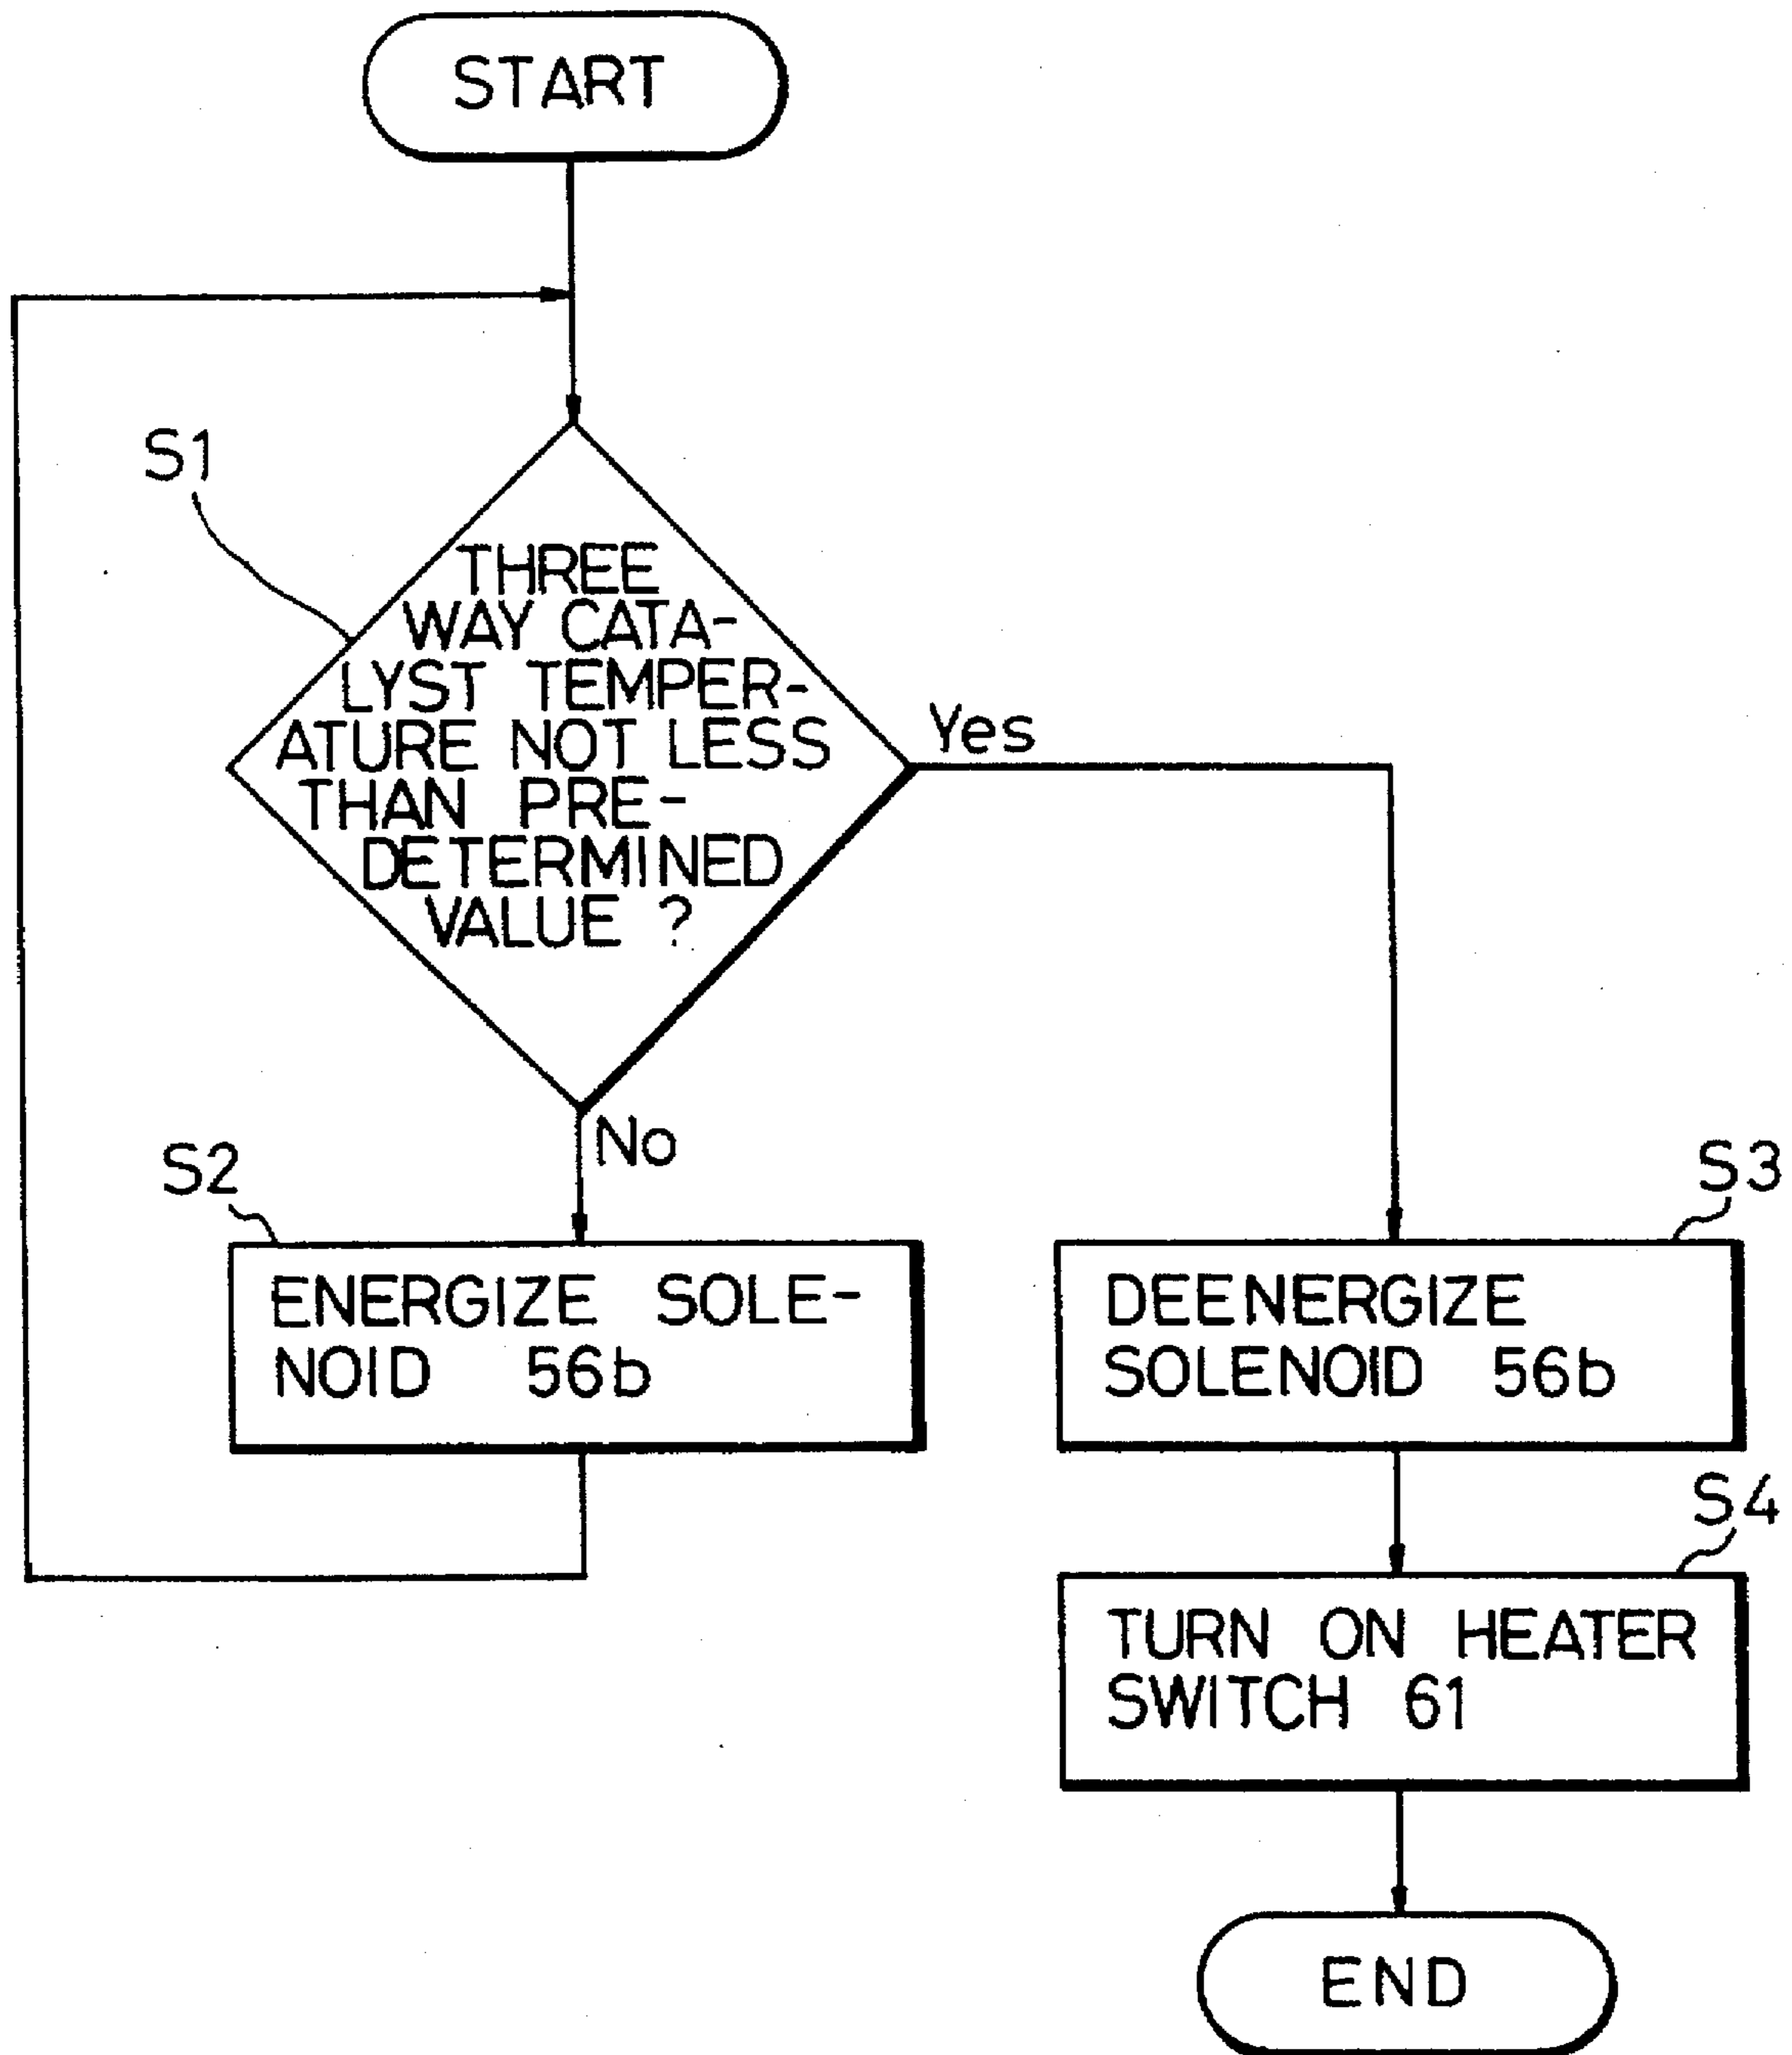 START
S1
THREE
WAY CATA-
LYST TEMPER-
ATURE NOT LESS
THAN PRE-
DETERMINED
VALUE ?
Yes
No
S2
ENERGIZE SOLE-
NOID 56b
S3
DEENERGIZE
SOLENOID 56b
S4
TURN ON HEATER
SWITCH 61
END